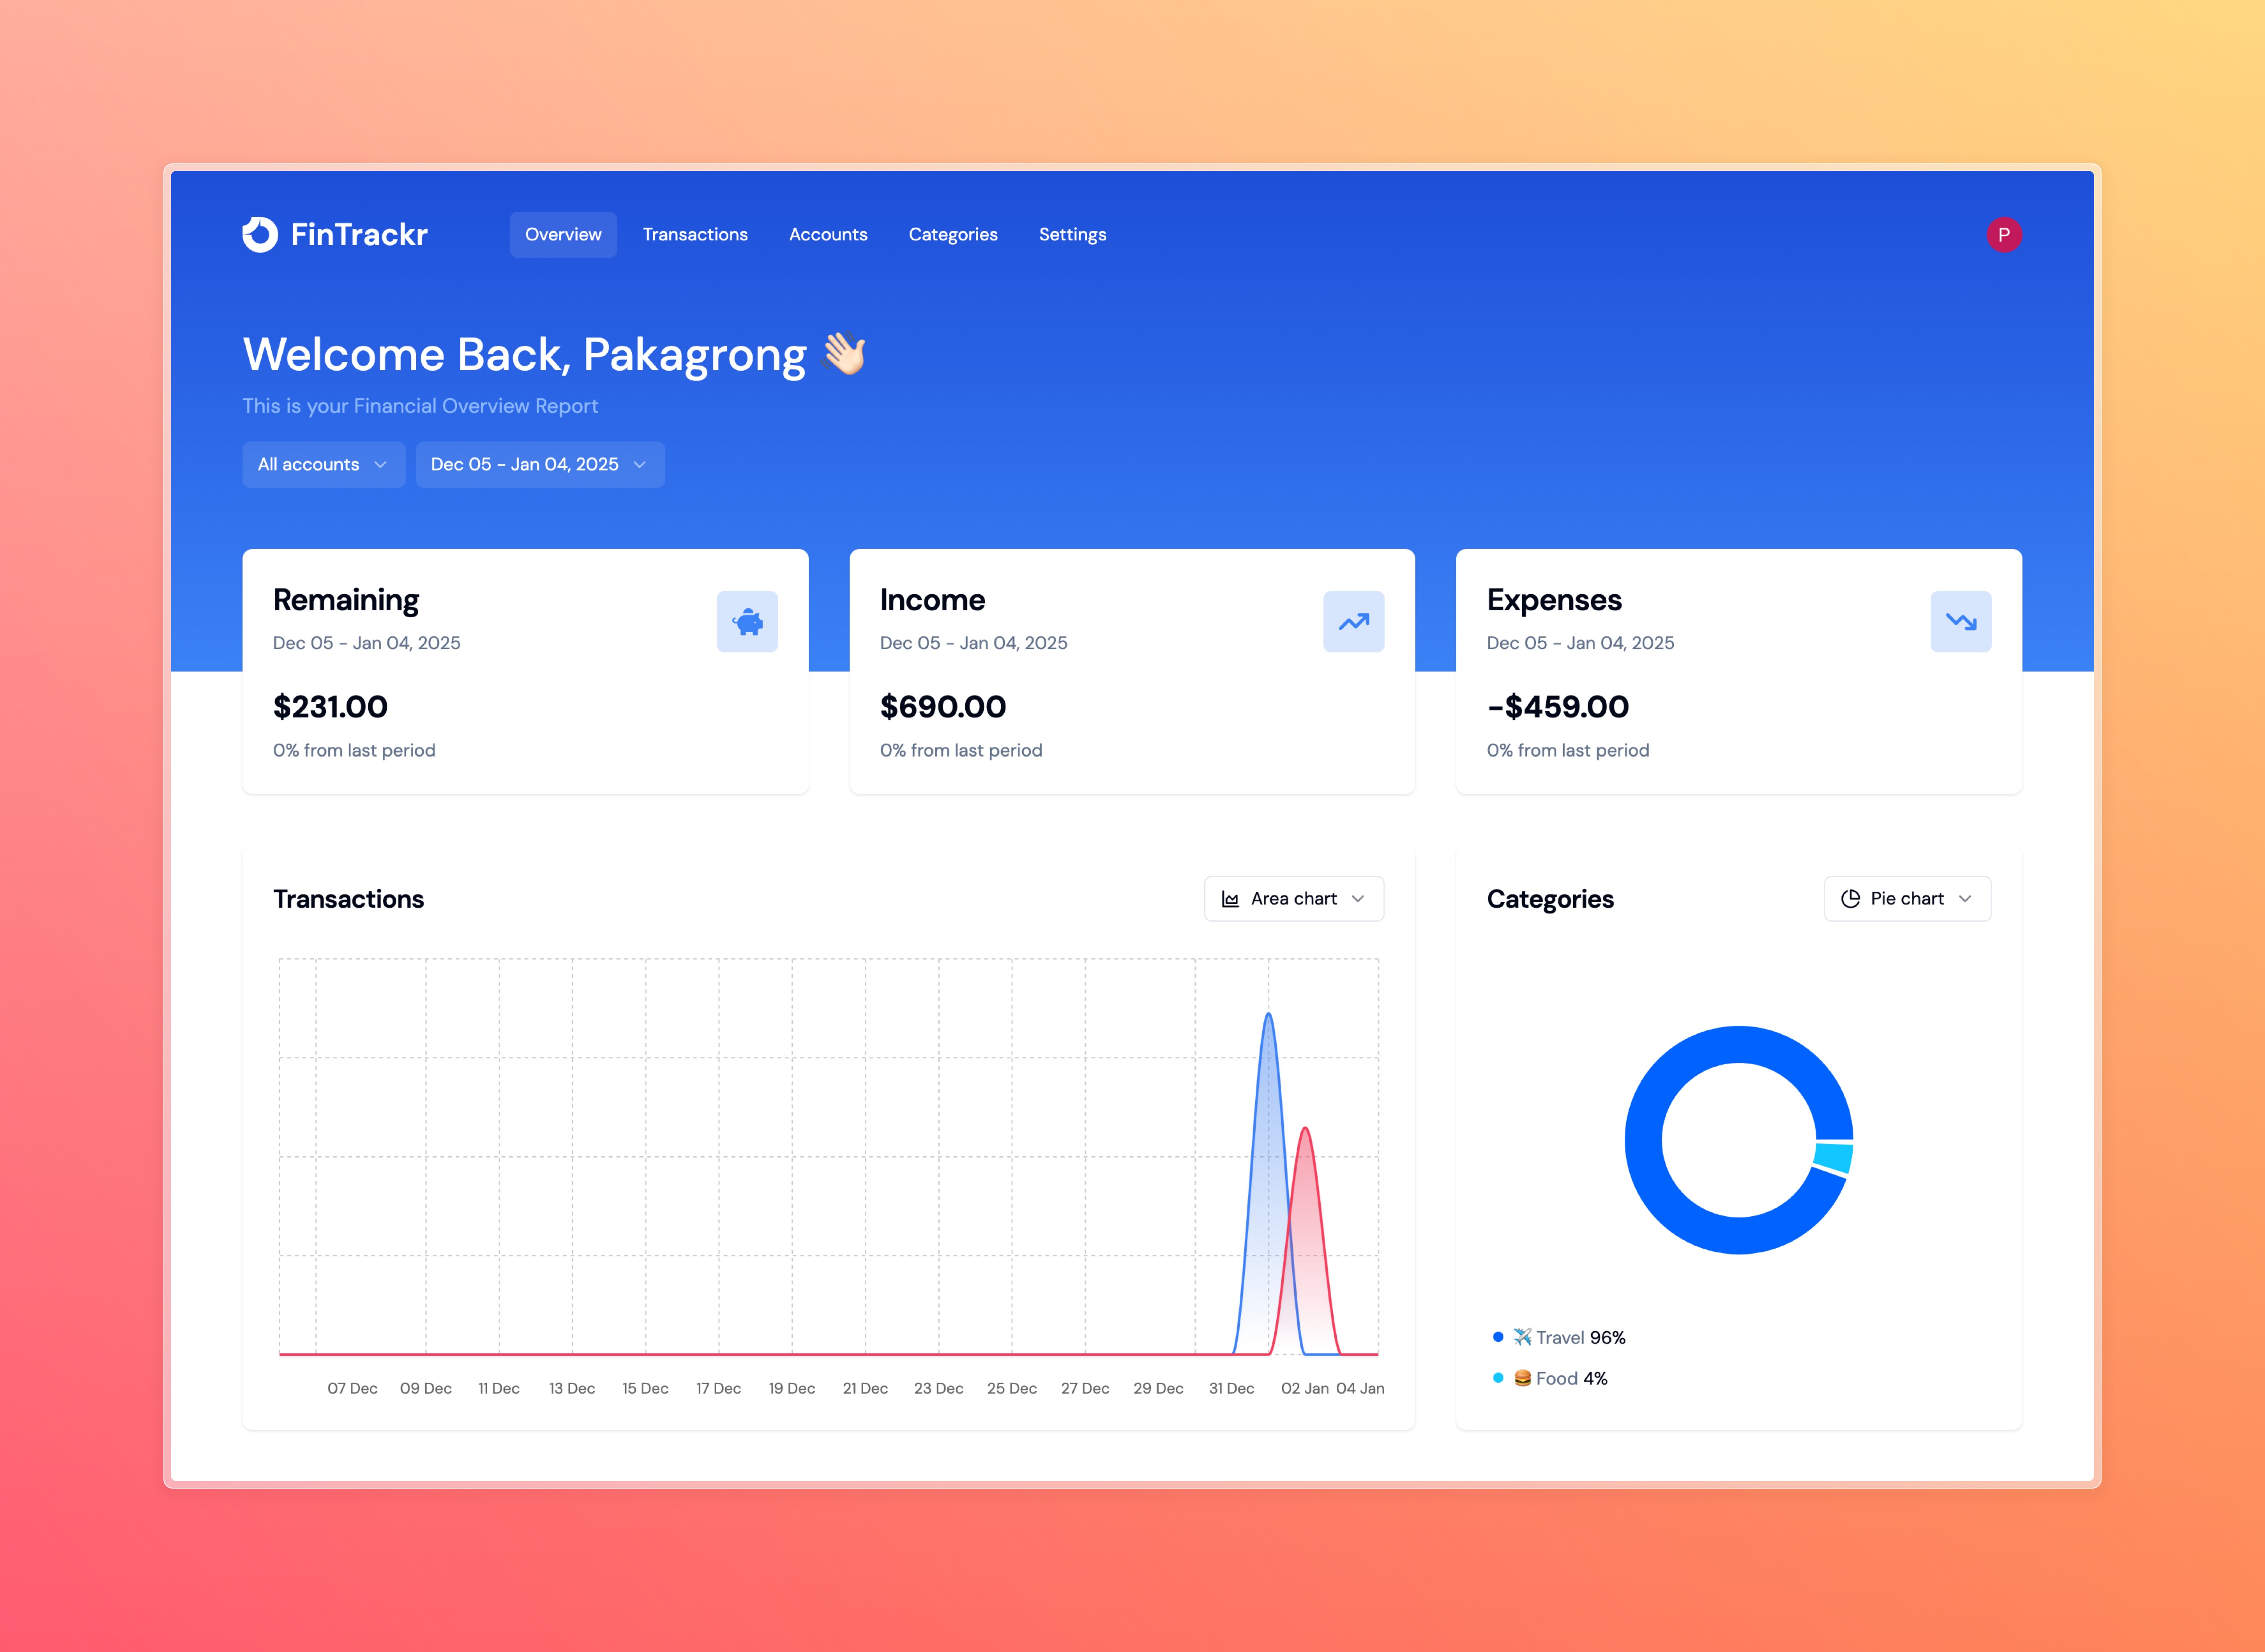 FinTrackr Overview Transactions Accounts Categories Settings P
Welcome Back, Pakagrong 👋🏻
This is your Financial Overview Report
All accounts Dec 05 - Jan 04, 2025
Remaining
Dec 05 - Jan 04, 2025
$231.00
0% from last period
Income
Dec 05 - Jan 04, 2025
$690.00
0% from last period
Expenses
Dec 05 - Jan 04, 2025
-$459.00
0% from last period
Transactions Area chart
07 Dec 09 Dec 11 Dec 13 Dec 15 Dec 17 Dec 19 Dec 21 Dec 23 Dec 25 Dec 27 Dec 29 Dec 31 Dec 02 Jan 04 Jan
Categories Pie chart
✈️ Travel 96%
🍔 Food 4%